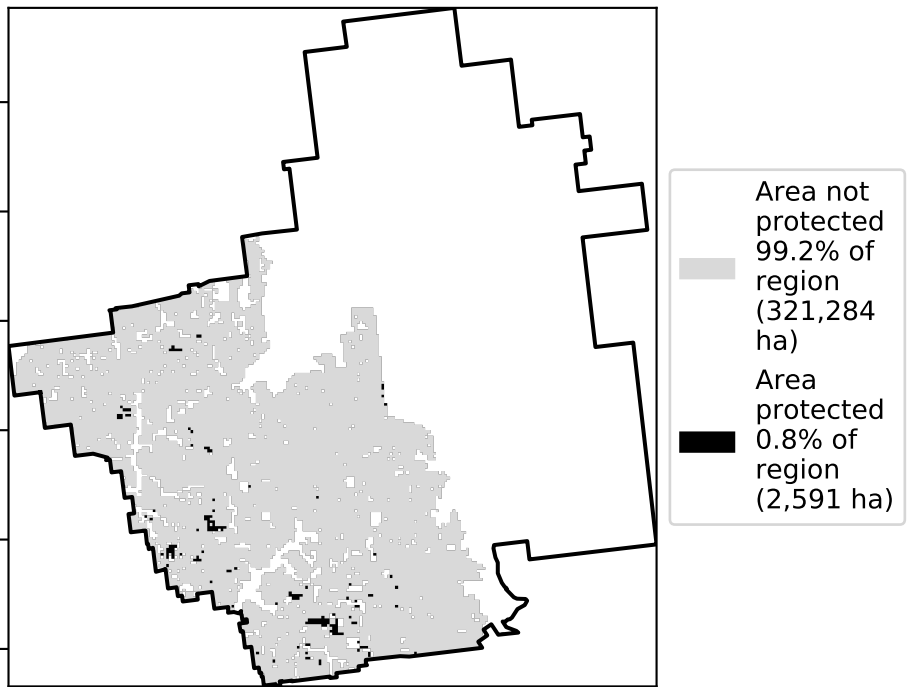 Area not
protected
99.2% of
region
(321,284
ha)
Area
protected
0.8% of
region
(2,591 ha)